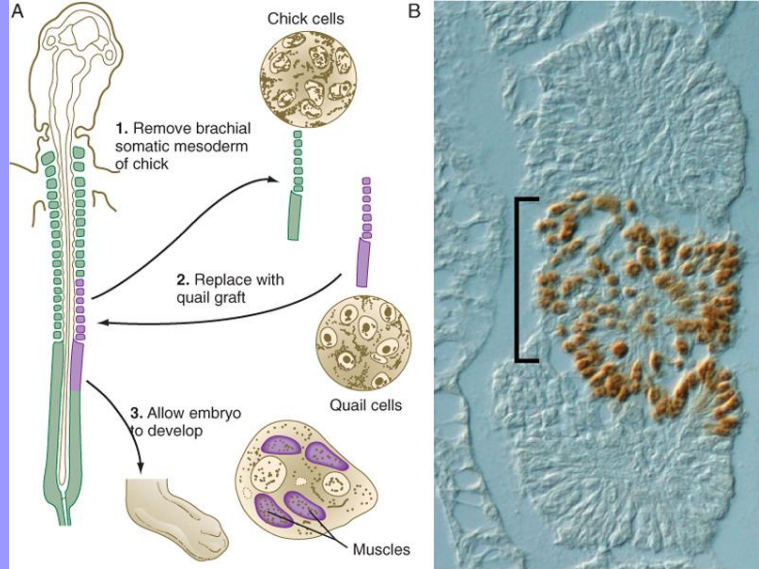 A
Chick cells
1. Remove brachial
somatic mesoderm
of chick
2. Replace with
quail graft
Quail cells
3. Allow embryo
to develop
Muscles
B